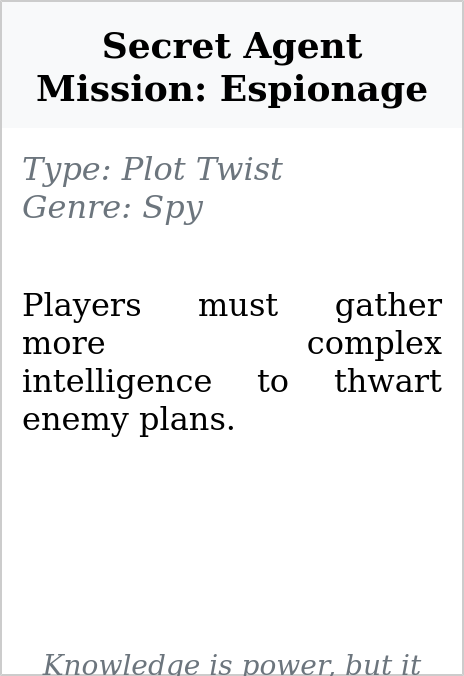 Secret Agent
Mission: Espionage
Type: Plot Twist
Genre: Spy
Players must gather
more complex
intelligence to thwart
enemy plans.
Knowledge is power, but it